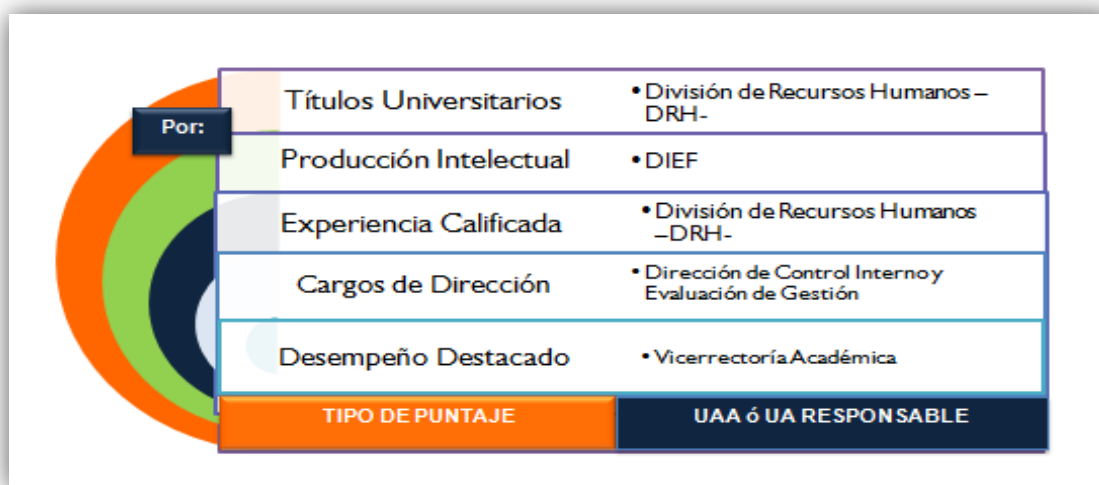 Por:
Títulos Universitarios
• División de Recursos Humanos –
DRH-
Producción Intelectual
• DIEF
Experiencia Calificada
• División de Recursos Humanos
–DRH-
Cargos de Dirección
• Dirección de Control Interno y
Evaluación de Gestión
Desempeño Destacado
• Vicerrectoría Académica
TIPO DE PUNTAJE
UAA ó UA RESPONSABLE